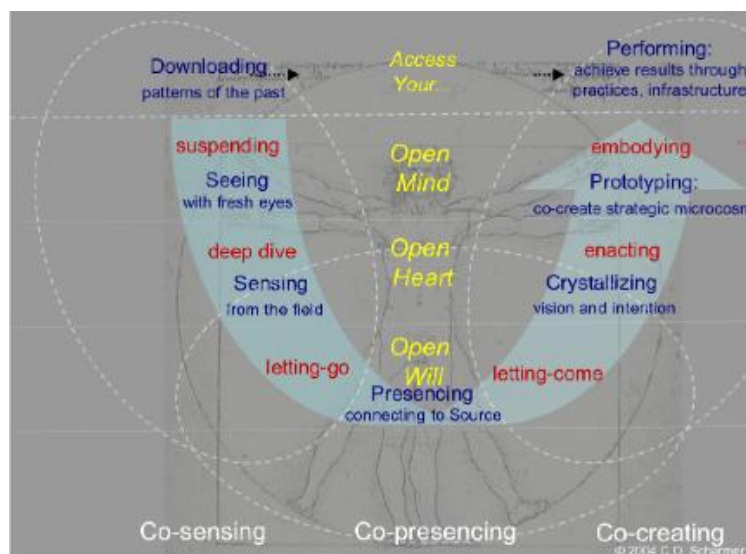 Downloading
patterns of the past
suspending
Seeing
with fresh eyes
deep dive
Sensing
from the field
letting-go
Access
Your...
Open
Mind
Open
Heart
Open
Will
Presencing
connecting to Source
Performing:
achieve results through
practices, infrastructure
embodying
Prototyping:
co-create strategic microcosm
enacting
Crystallizing
vision and intention
letting-come
Co-sensing
Co-presencing
Co-creating
© 2004 C.O. Scharmer